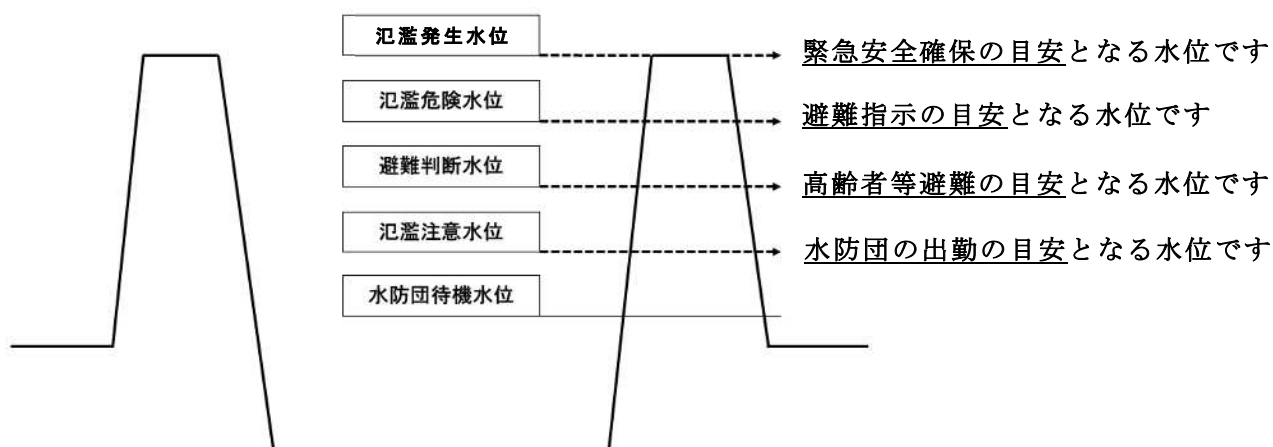 氾濫発生水位
緊急安全確保の目安となる水位です
氾濫危険水位
避難指示の目安となる水位です
避難判断水位
高齢者等避難の目安となる水位です
氾濫注意水位
水防団の出勤の目安となる水位です
水防団待機水位